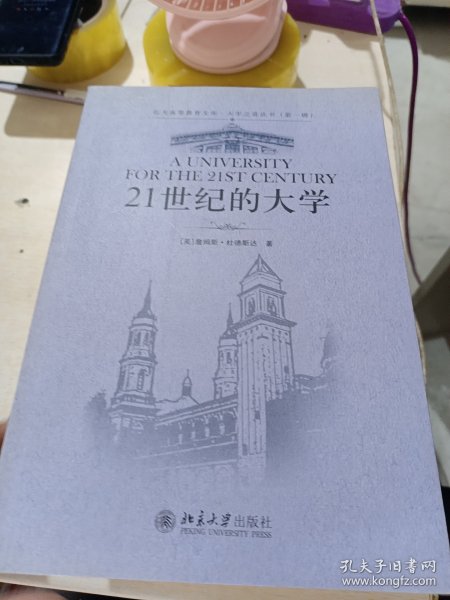 北大高等教育文库 大学之道丛书（第一辑）
A UNIVERSITY
FOR THE 21ST CENTURY
21世纪的大学
［美］詹姆斯·杜德斯达 著
北京大学出版社
PEKING UNIVERSITY PRESS
孔夫子旧书网
www.kongfz.com